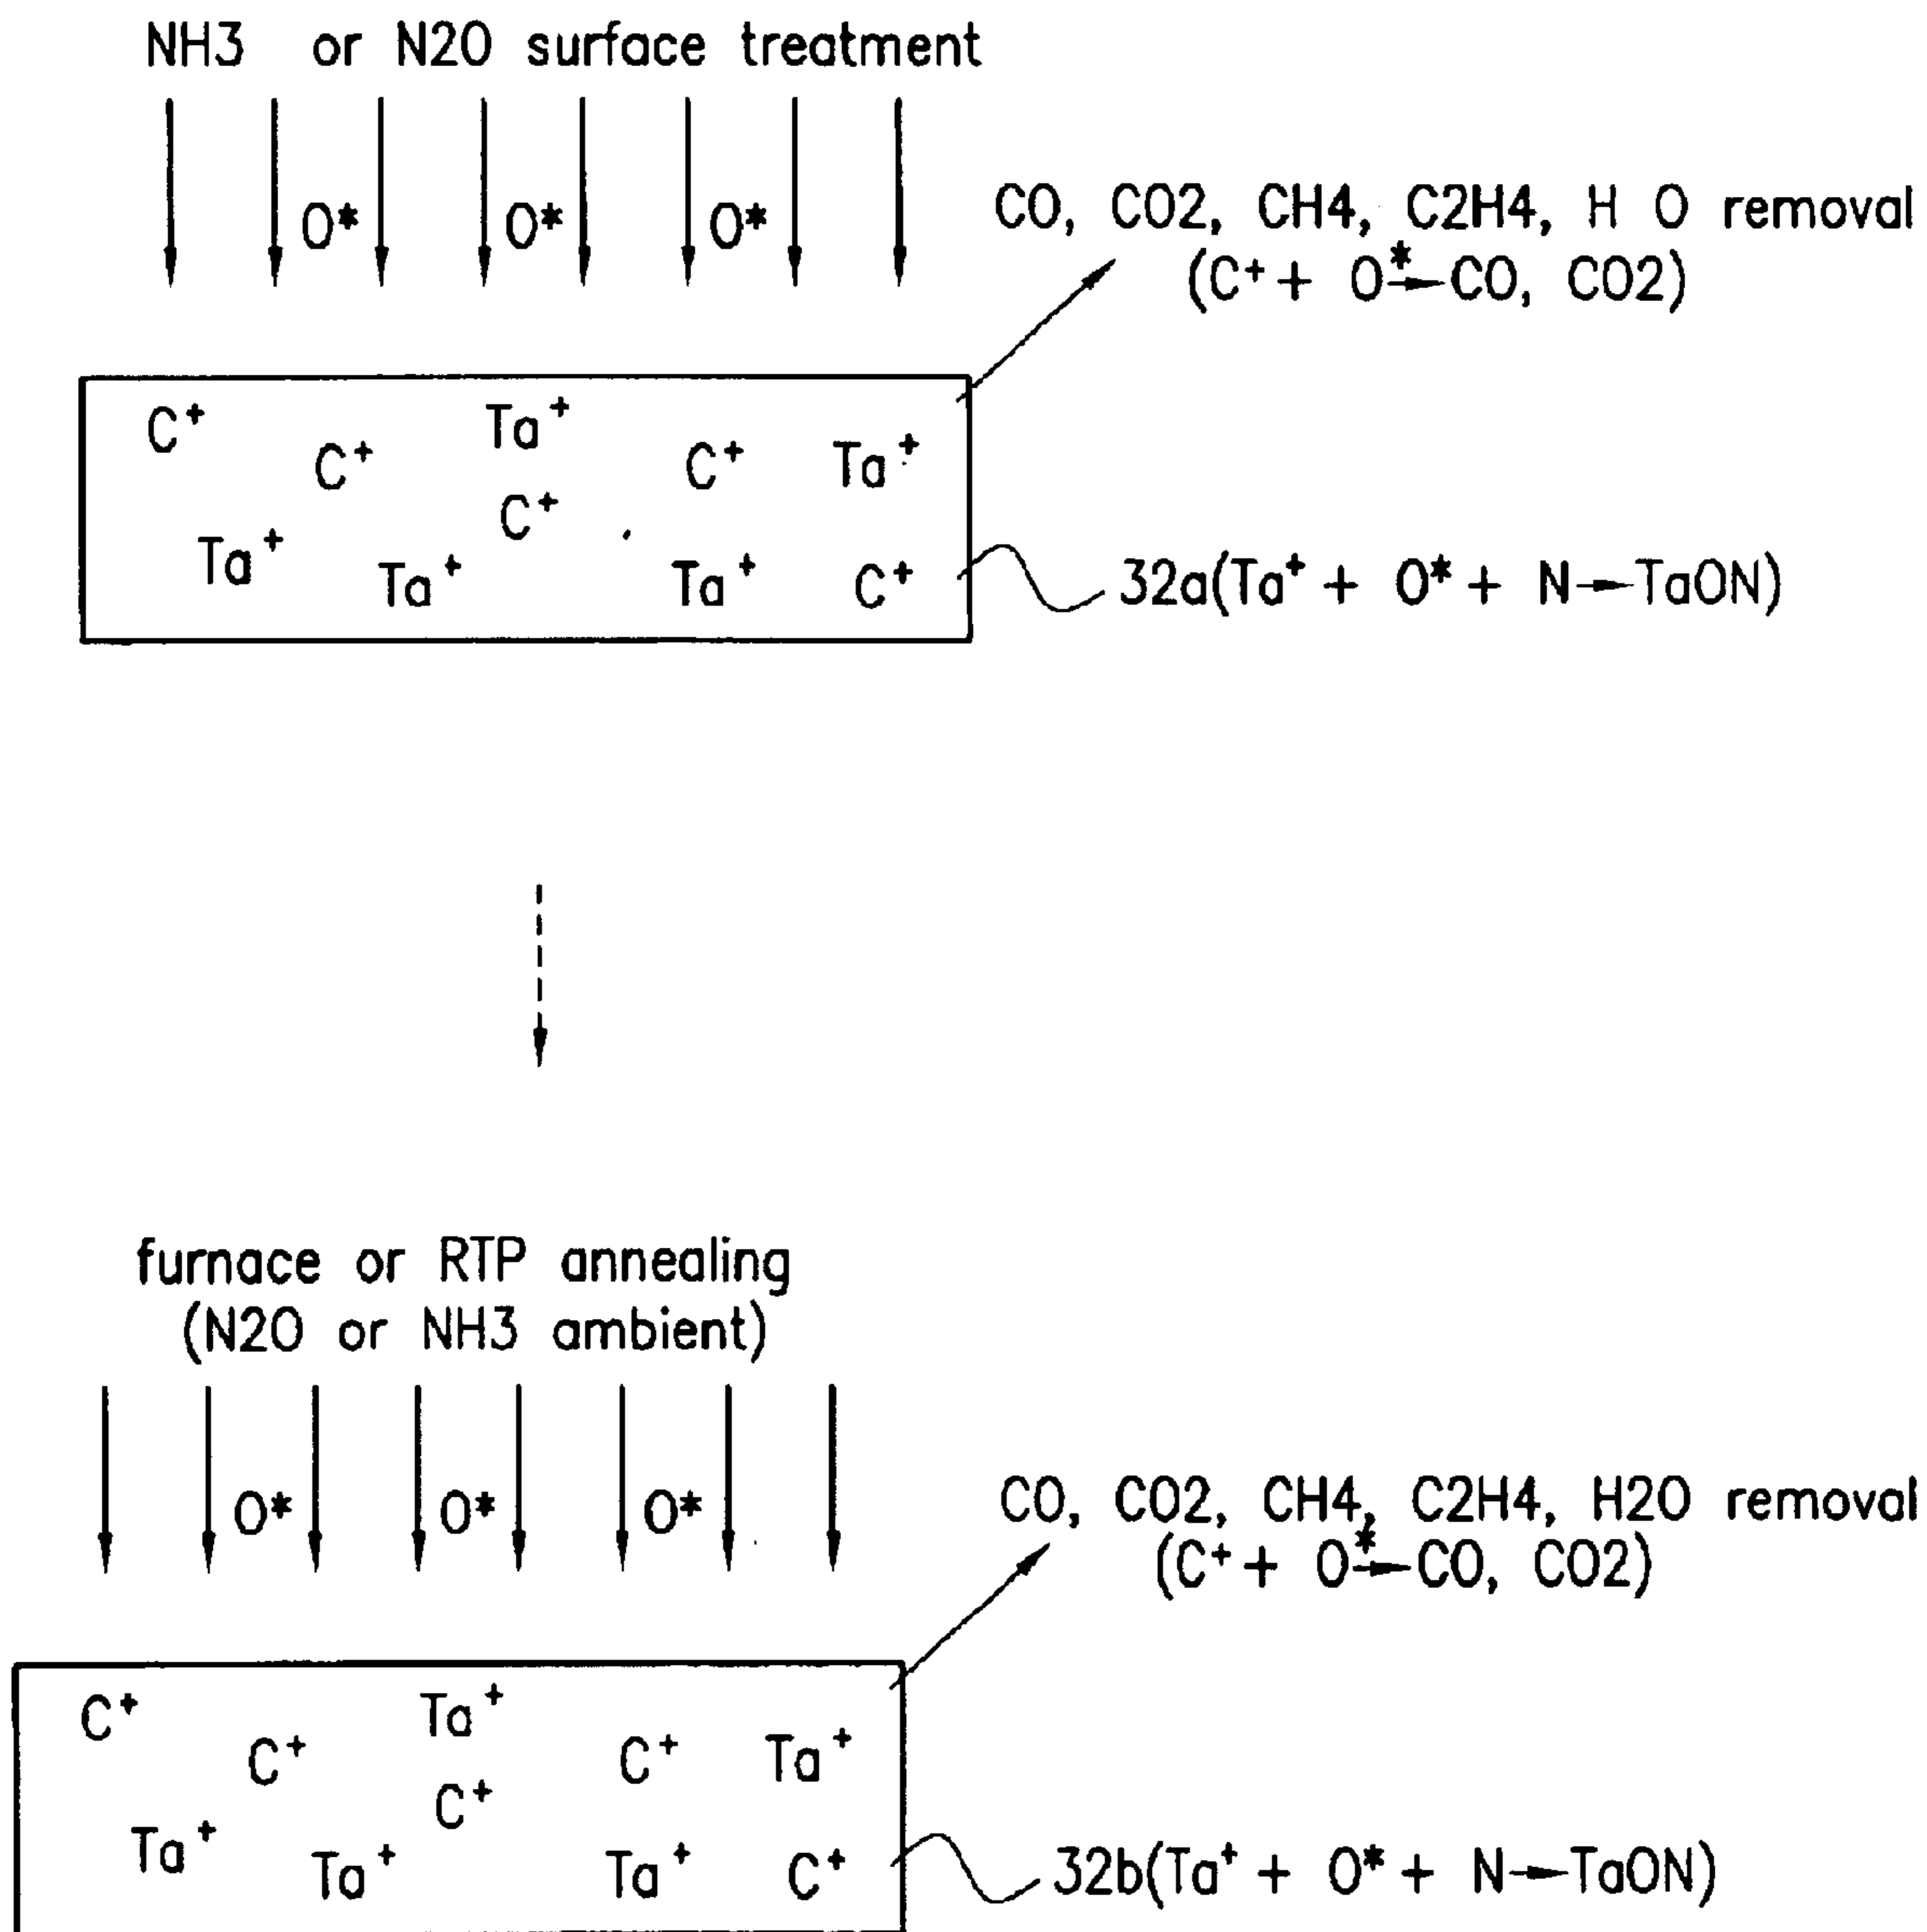 NH3 or N2O surface treatment
O* O* O*
CO, CO2, CH4, C2H4, H O removal
(C+ + O* → CO, CO2)
C+ Ta+
C+ C+ Ta+
C+
Ta+ Ta+ Ta+ C+
32a(Ta+ + O* + N → TaON)
furnace or RTP annealing
(N2O or NH3 ambient)
O* O* O*
CO, CO2, CH4, C2H4, H2O removal
(C+ + O* → CO, CO2)
C+ Ta+
C+ C+ Ta+
C+
Ta+ Ta+ Ta+ C+
32b(Ta+ + O* + N → TaON)